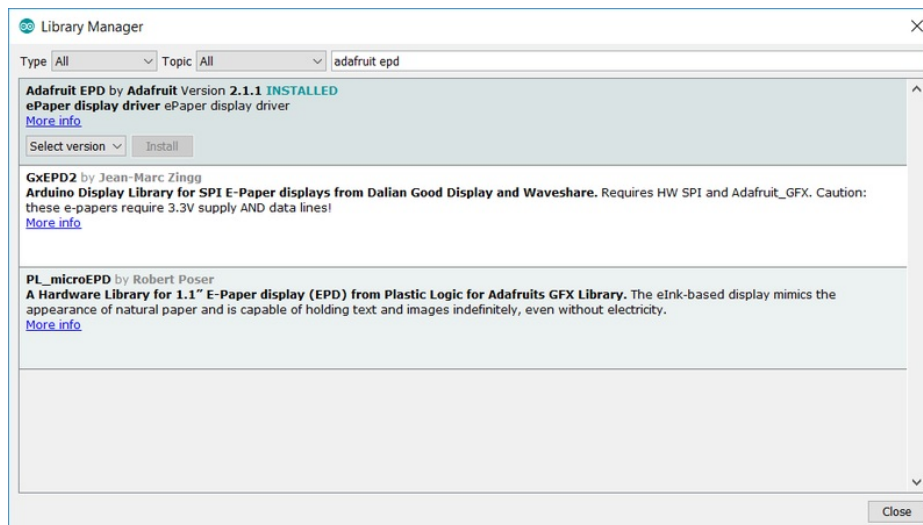 Library Manager
Type All Topic All adafruit epd
Adafruit EPD by Adafruit Version 2.1.1 INSTALLED
ePaper display driver ePaper display driver
More info
Select version Install
GxEPD2 by Jean-Marc Zingg
Arduino Display Library for SPI E-Paper displays from Dalian Good Display and Waveshare. Requires HW SPI and Adafruit_GFX. Caution:
these e-papers require 3.3V supply AND data lines!
More info
PL_microEPD by Robert Poser
A Hardware Library for 1.1” E-Paper display (EPD) from Plastic Logic for Adafruits GFX Library. The eInk-based display mimics the
appearance of natural paper and is capable of holding text and images indefinitely, even without electricity.
More info
Close